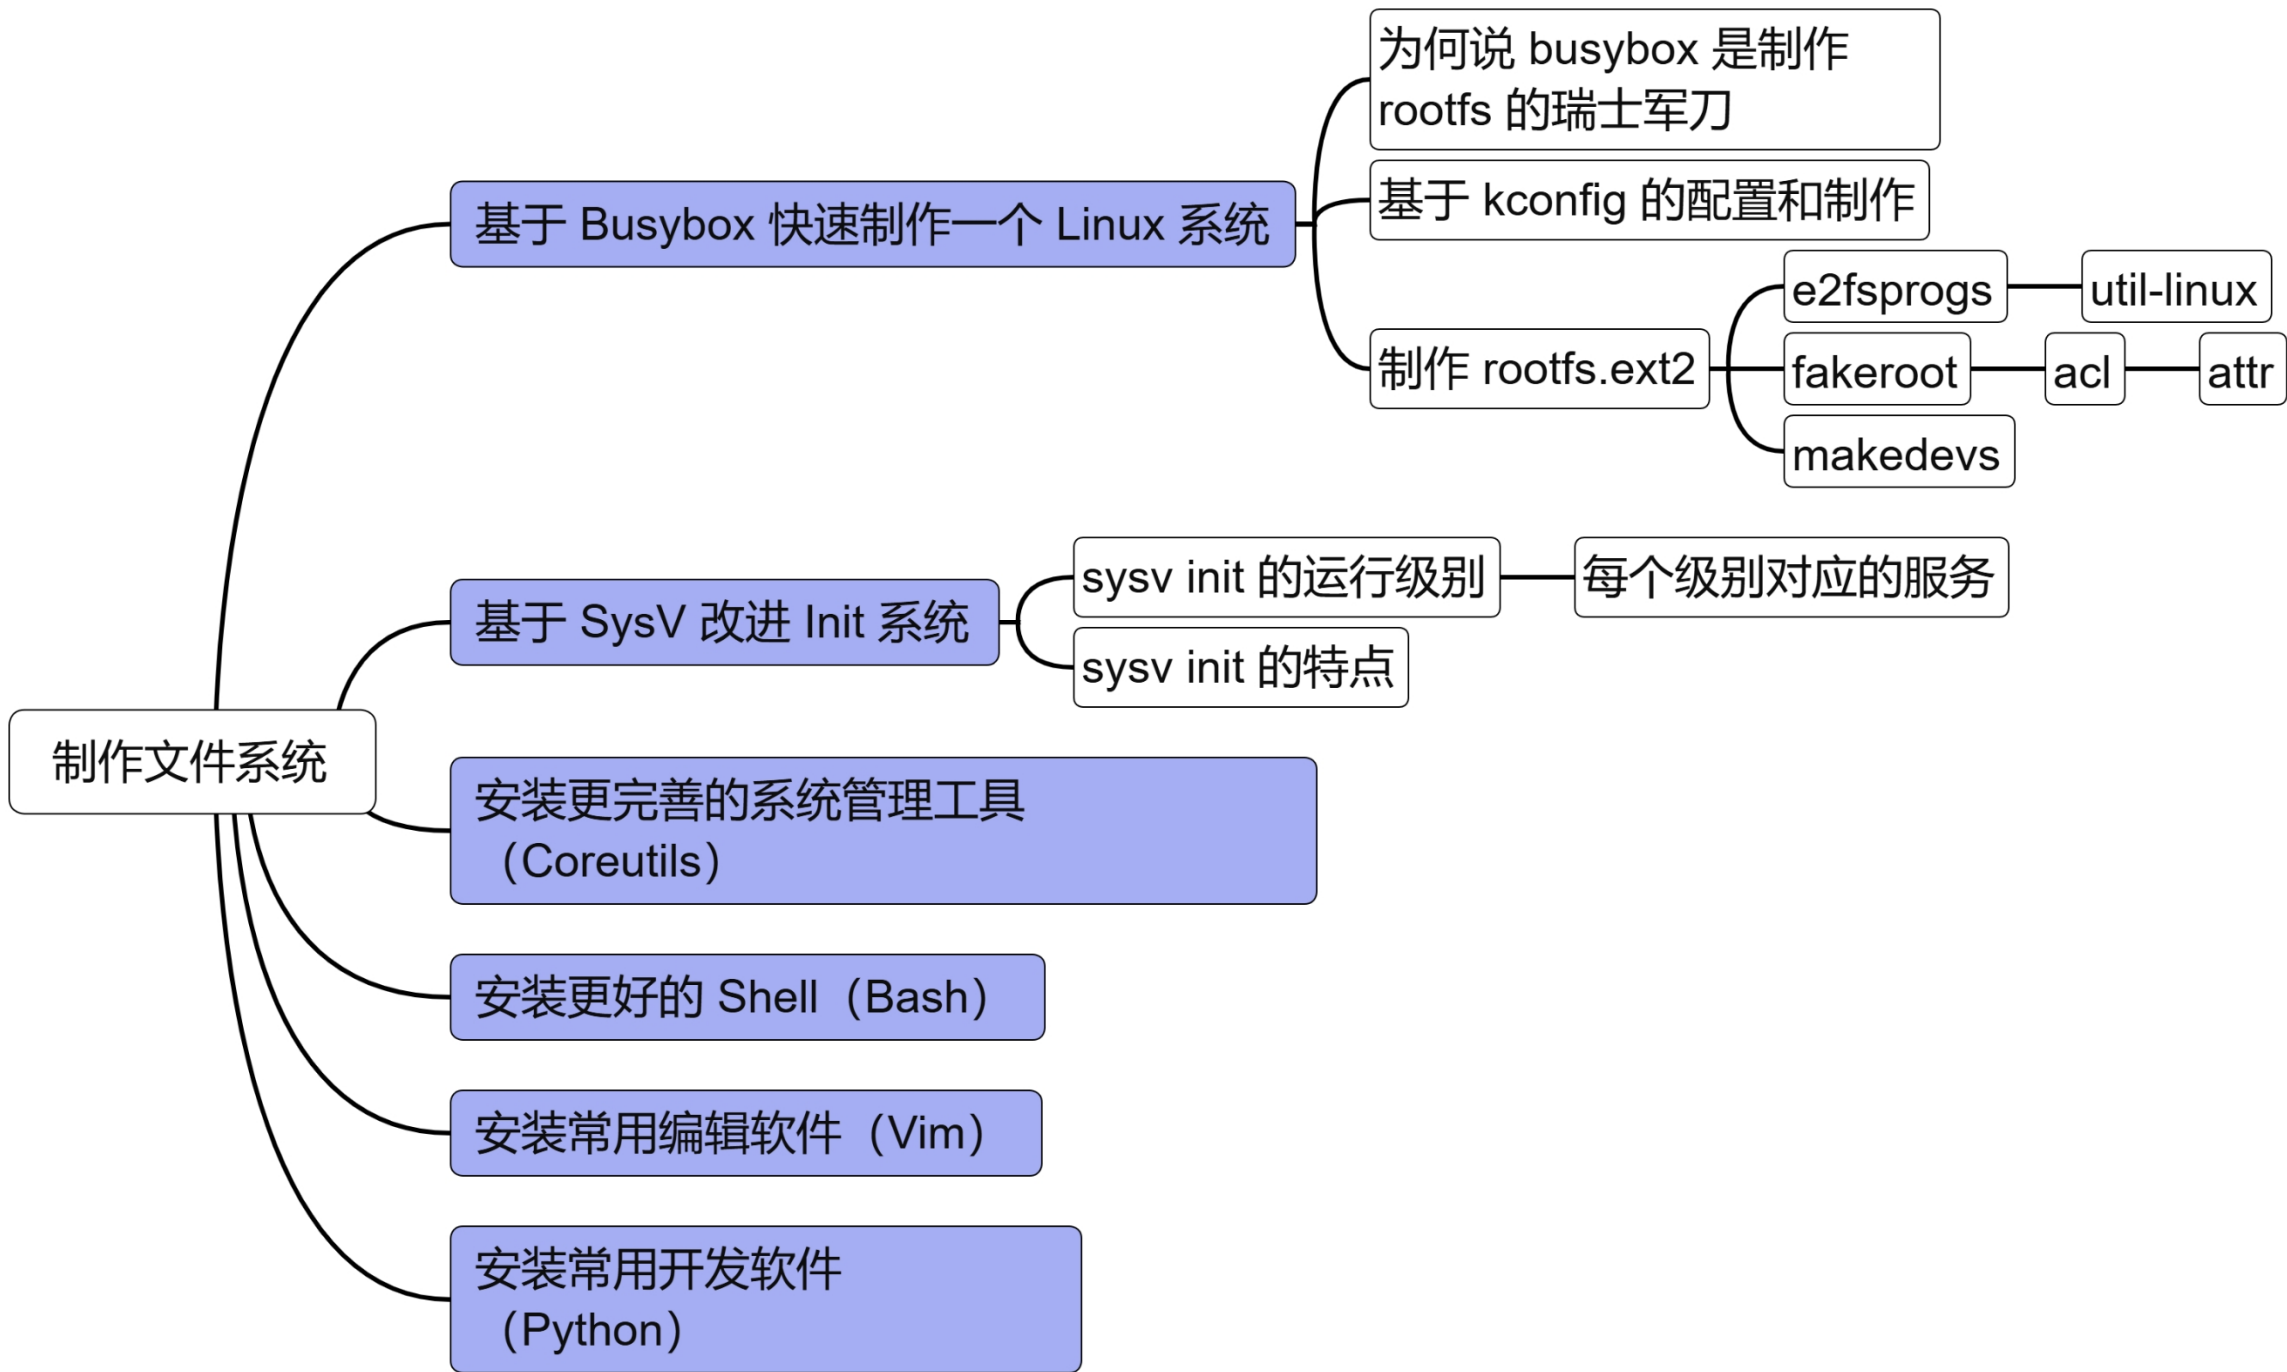 为何说 busybox 是制作
rootfs 的瑞士军刀
基于 Busybox 快速制作一个 Linux 系统
基于 kconfig 的配置和制作
e2fsprogs
util-linux
制作 rootfs.ext2
fakeroot
acl
attr
makedevs
基于 SysV 改进 Init 系统
sysv init 的运行级别
每个级别对应的服务
sysv init 的特点
制作文件系统
安装更完善的系统管理工具
（Coreutils）
安装更好的 Shell（Bash）
安装常用编辑软件（Vim）
安装常用开发软件
（Python）